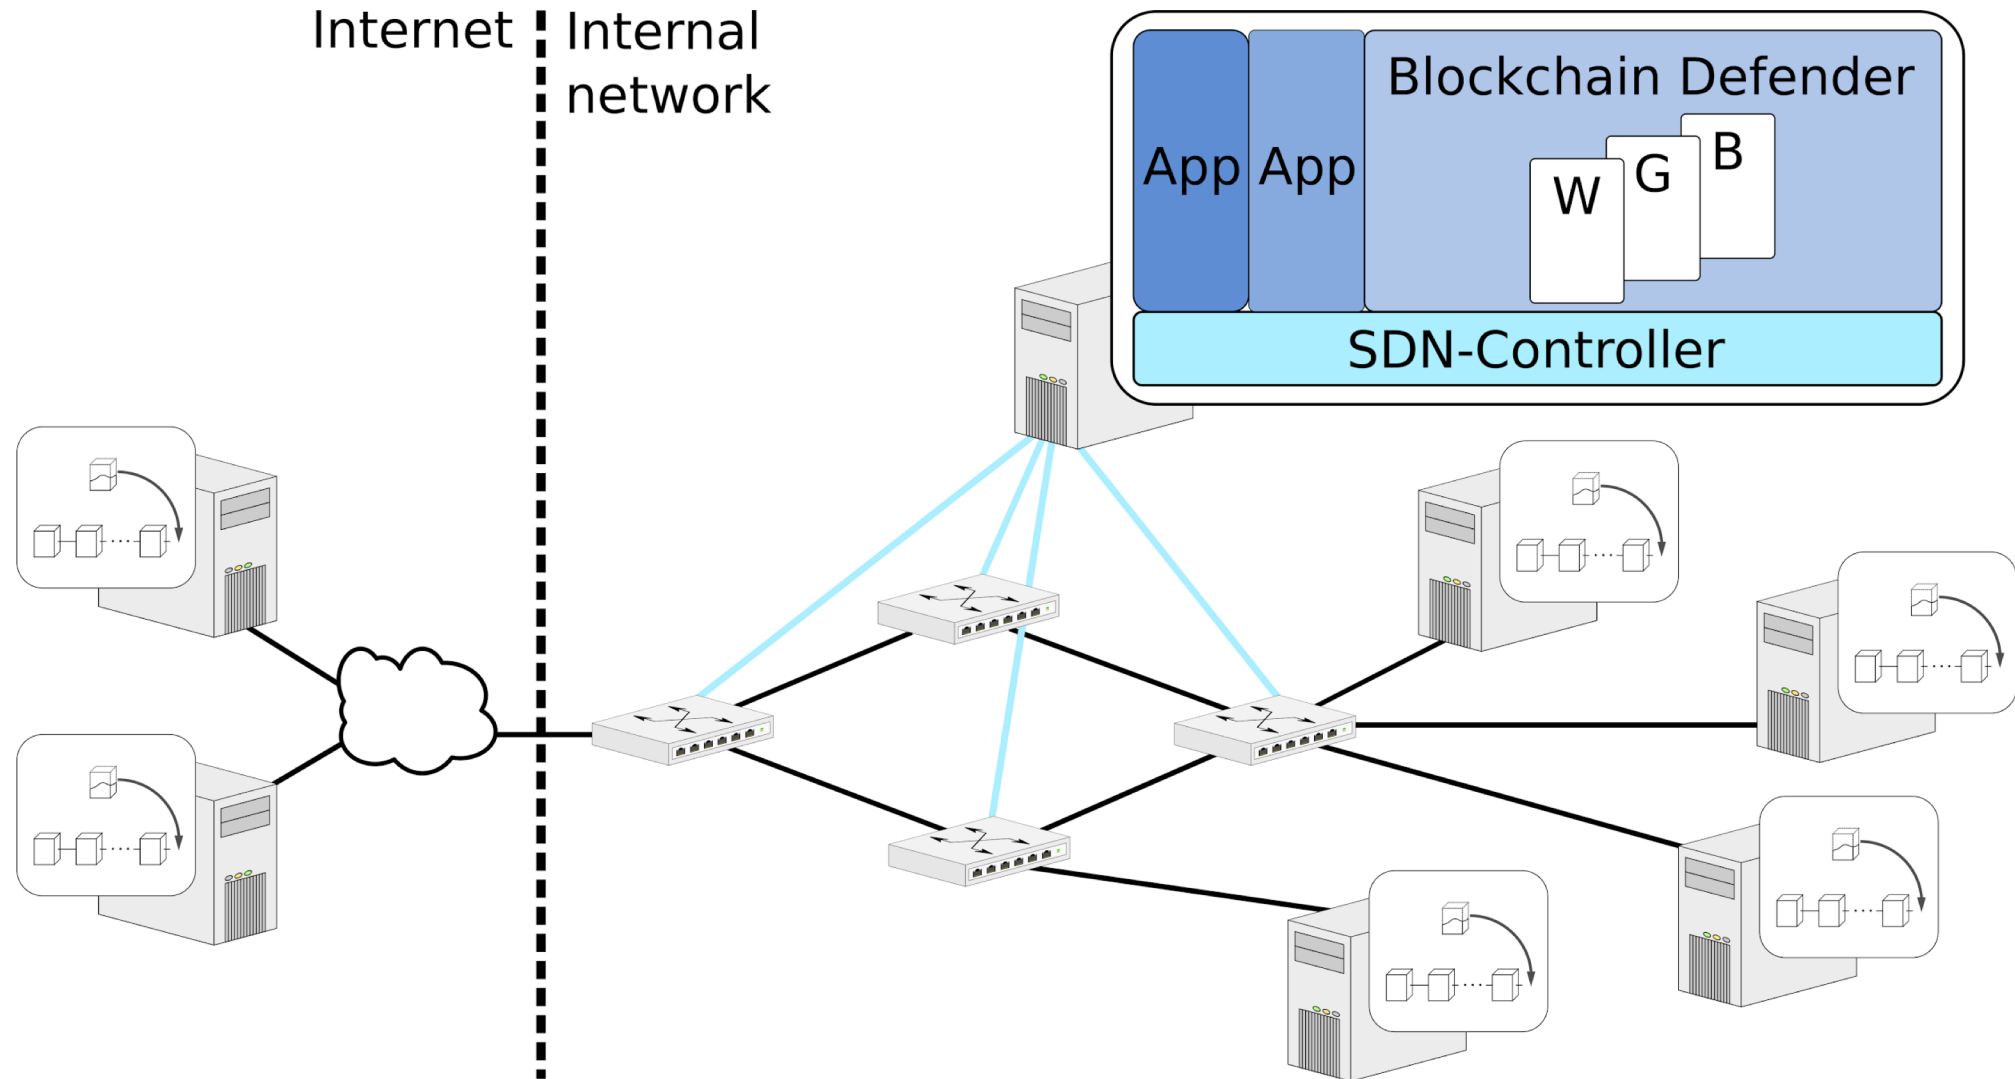 Internet
Internal
network
Blockchain Defender
App
App
W
G
B
SDN-Controller